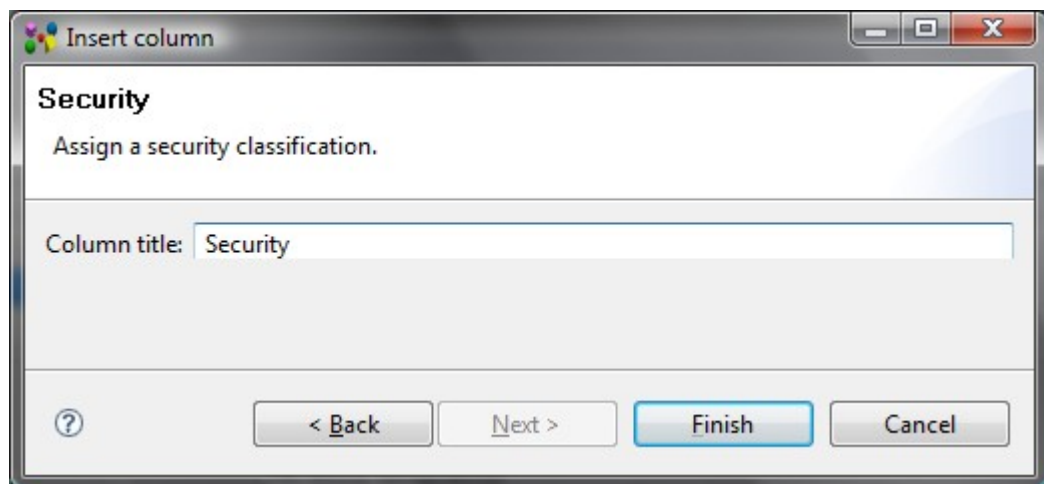 Insert column
Security
Assign a security classification.
Column title: Security
< Back Next > Finish Cancel